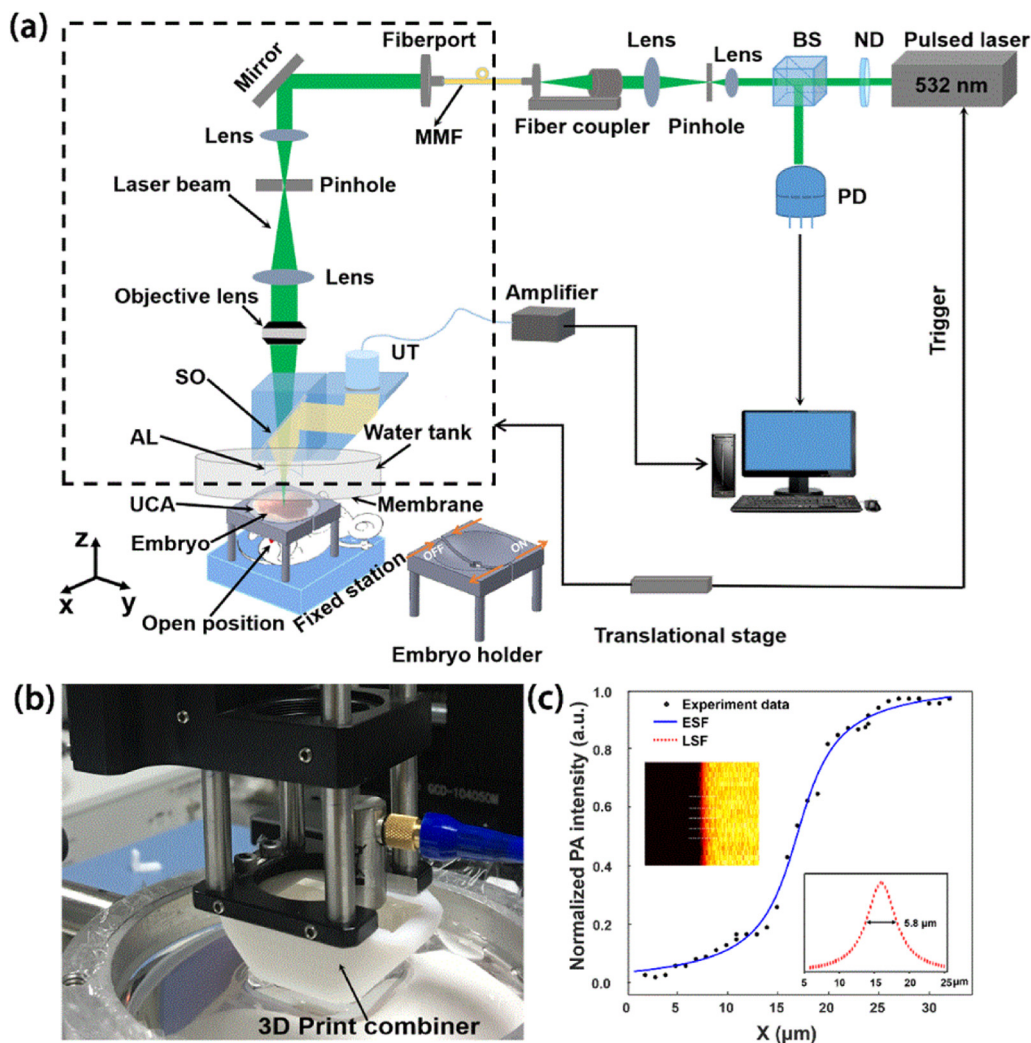 (a)
Mirror
Fiberport
Lens
Lens
BS
ND
Pulsed laser
532 nm
MMF
Fiber coupler
Pinhole
Lens
Pinhole
Laser beam
PD
Lens
Objective lens
Amplifier
Trigger
UT
SO
AL
Water tank
UCA
Membrane
Embryo
OFF
ON
z
x
y
Open position
Fixed station
Embryo holder
Translational stage
(b)
GCD-104050M
3D Print combiner
(c)
Normalized PA intensity (a.u.)
1.0
0.8
0.6
0.4
0.2
0.0
Experiment data
ESF
LSF
5.8 μm
5 10 15 20 25μm
0 5 10 15 20 25 30 35
X (μm)